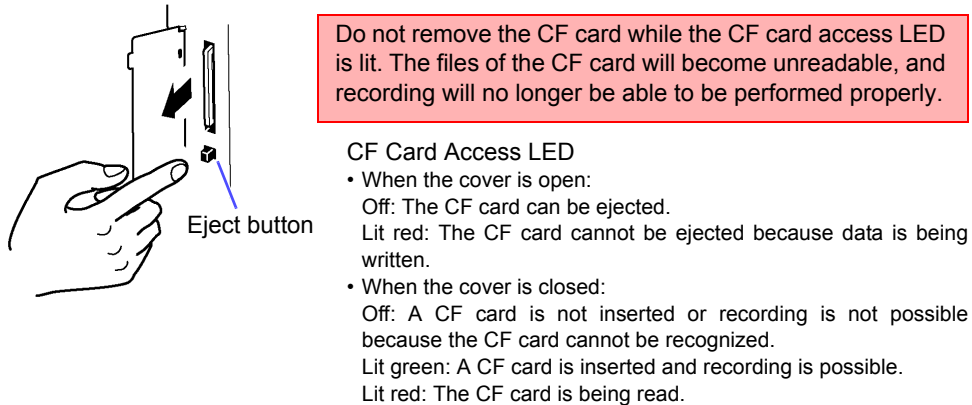 Do not remove the CF card while the CF card access LED
is lit. The files of the CF card will become unreadable, and
recording will no longer be able to be performed properly.
Eject button
CF Card Access LED
• When the cover is open:
Off: The CF card can be ejected.
Lit red: The CF card cannot be ejected because data is being
written.
• When the cover is closed:
Off: A CF card is not inserted or recording is not possible
because the CF card cannot be recognized.
Lit green: A CF card is inserted and recording is possible.
Lit red: The CF card is being read.